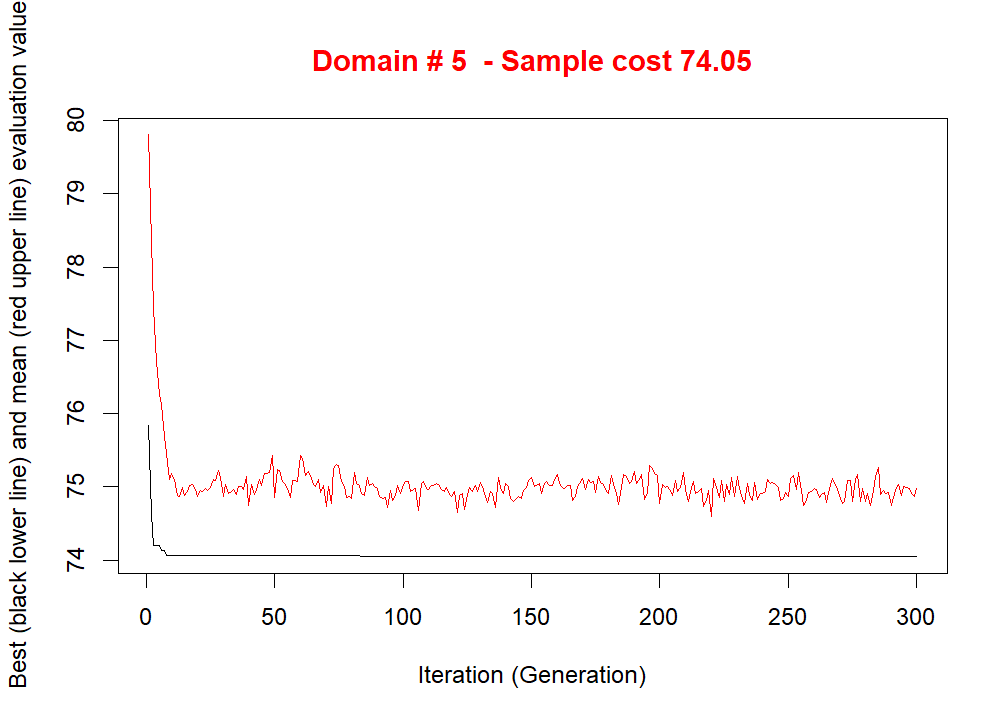 Domain # 5  - Sample cost 74.05
Best (black lower line) and mean (red upper line) evaluation value
80
79
78
77
76
75
74
0 50 100 150 200 250 300
Iteration (Generation)